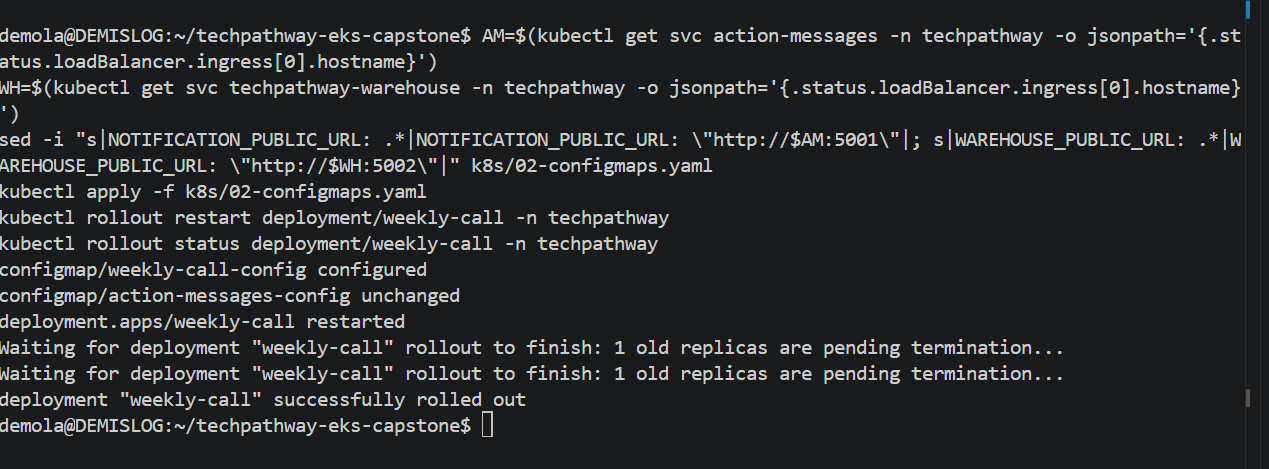 demola@DEMISLOG:~/techpathway-eks-capstone$ AM=$(kubectl get svc action-messages -n techpathway -o jsonpath='{.st
atus.loadBalancer.ingress[0].hostname}')
WH=$(kubectl get svc techpathway-warehouse -n techpathway -o jsonpath='{.status.loadBalancer.ingress[0].hostname}
')
sed -i "s|NOTIFICATION_PUBLIC_URL: .*|NOTIFICATION_PUBLIC_URL: \"http://$AM:5001\"|; s|WAREHOUSE_PUBLIC_URL: .*|W
AREHOUSE_PUBLIC_URL: \"http://$WH:5002\"|" k8s/02-configmaps.yaml
kubectl apply -f k8s/02-configmaps.yaml
kubectl rollout restart deployment/weekly-call -n techpathway
kubectl rollout status deployment/weekly-call -n techpathway
configmap/weekly-call-config configured
configmap/action-messages-config unchanged
deployment.apps/weekly-call restarted
Waiting for deployment "weekly-call" rollout to finish: 1 old replicas are pending termination...
Waiting for deployment "weekly-call" rollout to finish: 1 old replicas are pending termination...
deployment "weekly-call" successfully rolled out
demola@DEMISLOG:~/techpathway-eks-capstone$